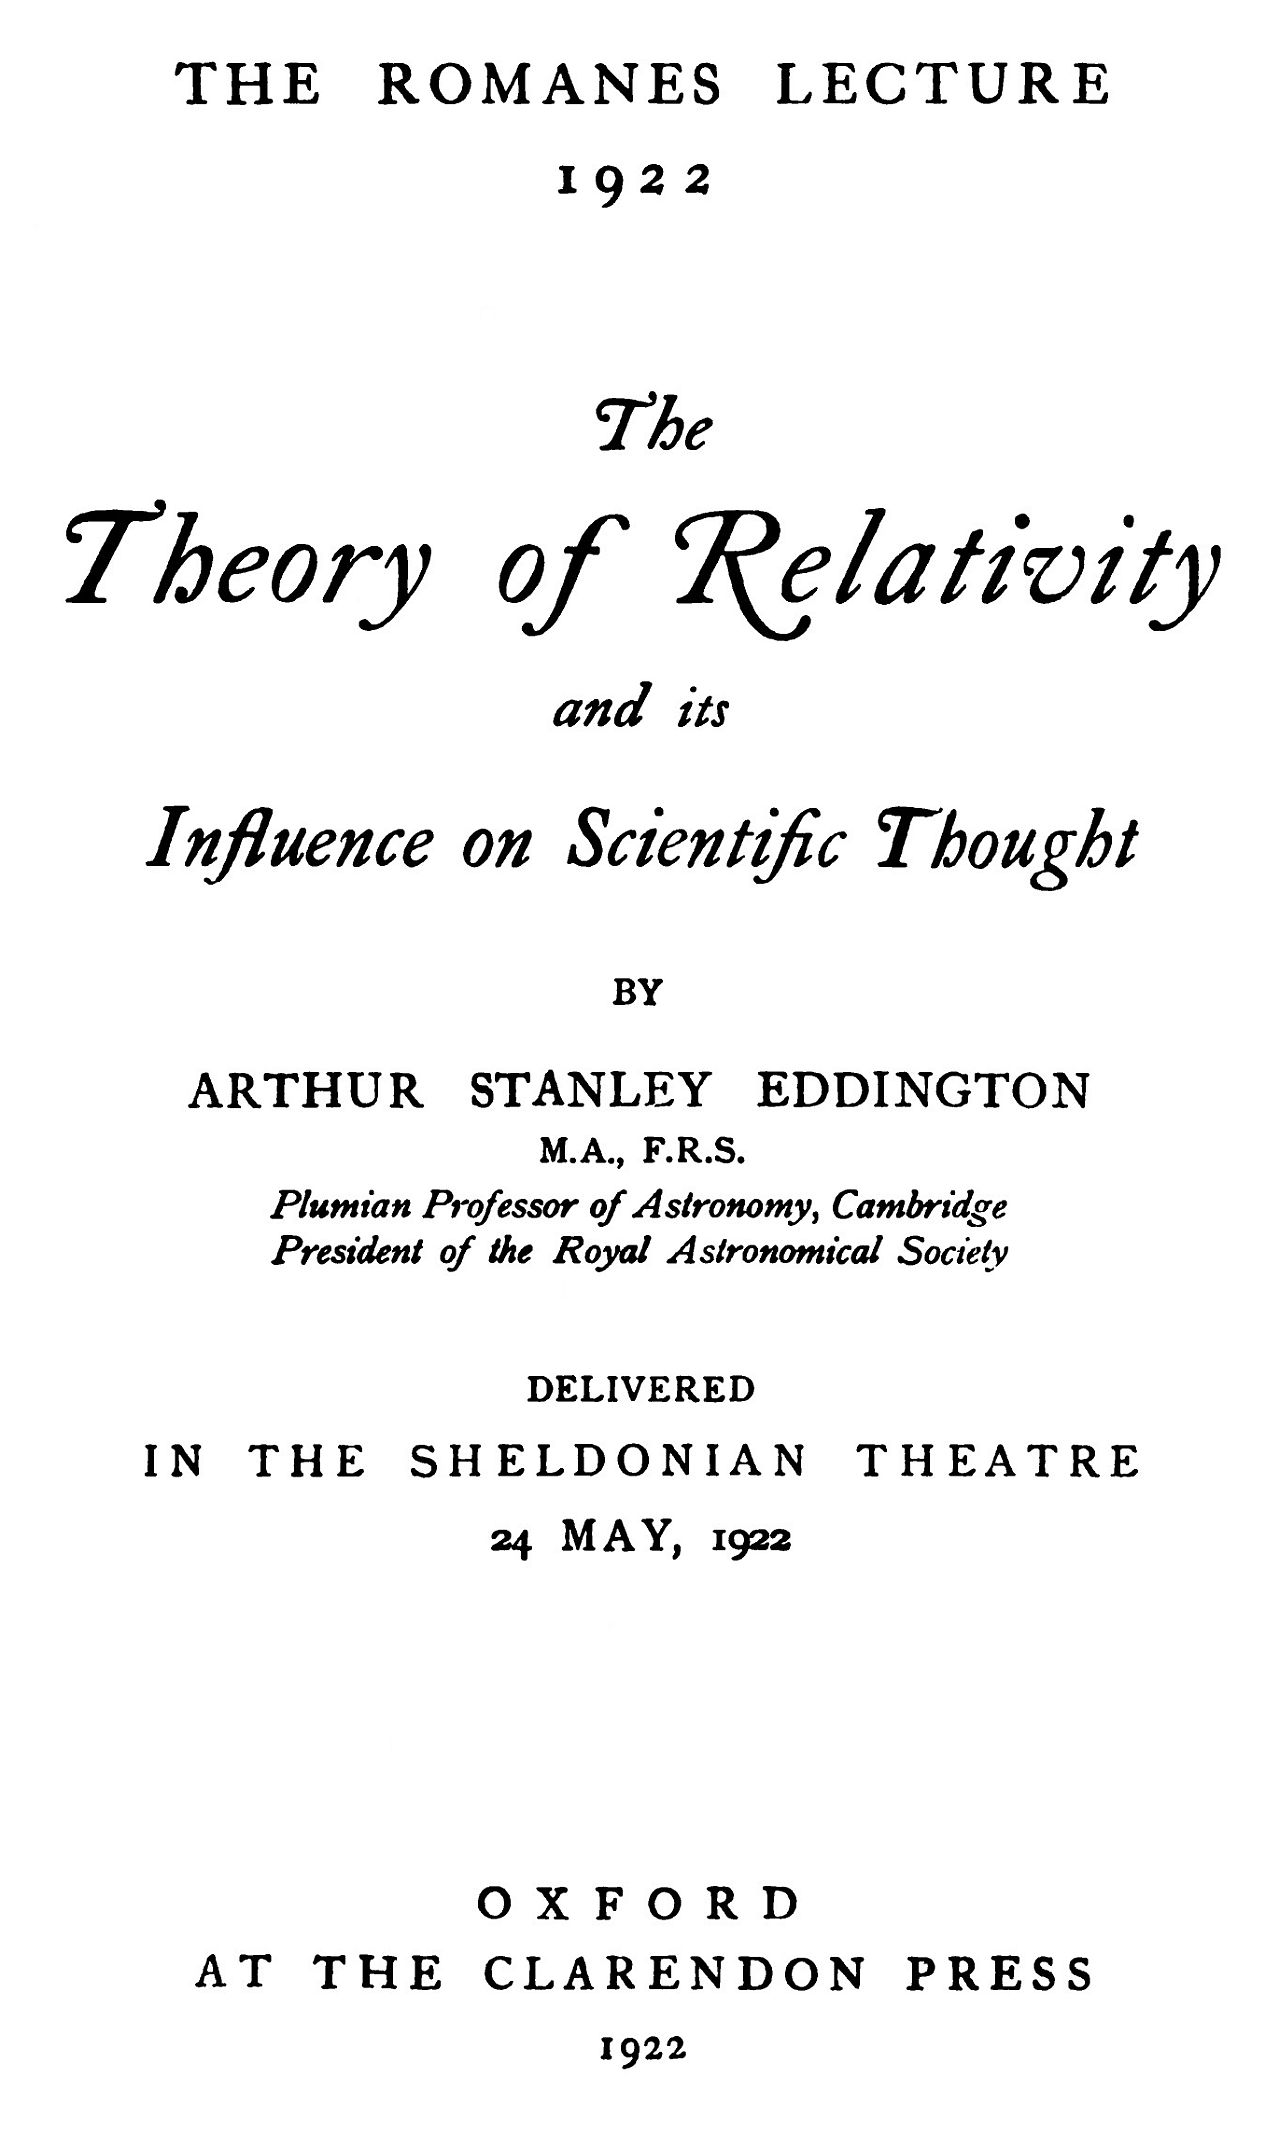 THE ROMANES LECTURE
1922
The
Theory of Relativity
and its
Influence on Scientific Thought
BY
ARTHUR STANLEY EDDINGTON
M.A., F.R.S.
Plumian Professor of Astronomy, Cambridge
President of the Royal Astronomical Society
DELIVERED
IN THE SHELDONIAN THEATRE
24 MAY, 1922
OXFORD
AT THE CLARENDON PRESS
1922